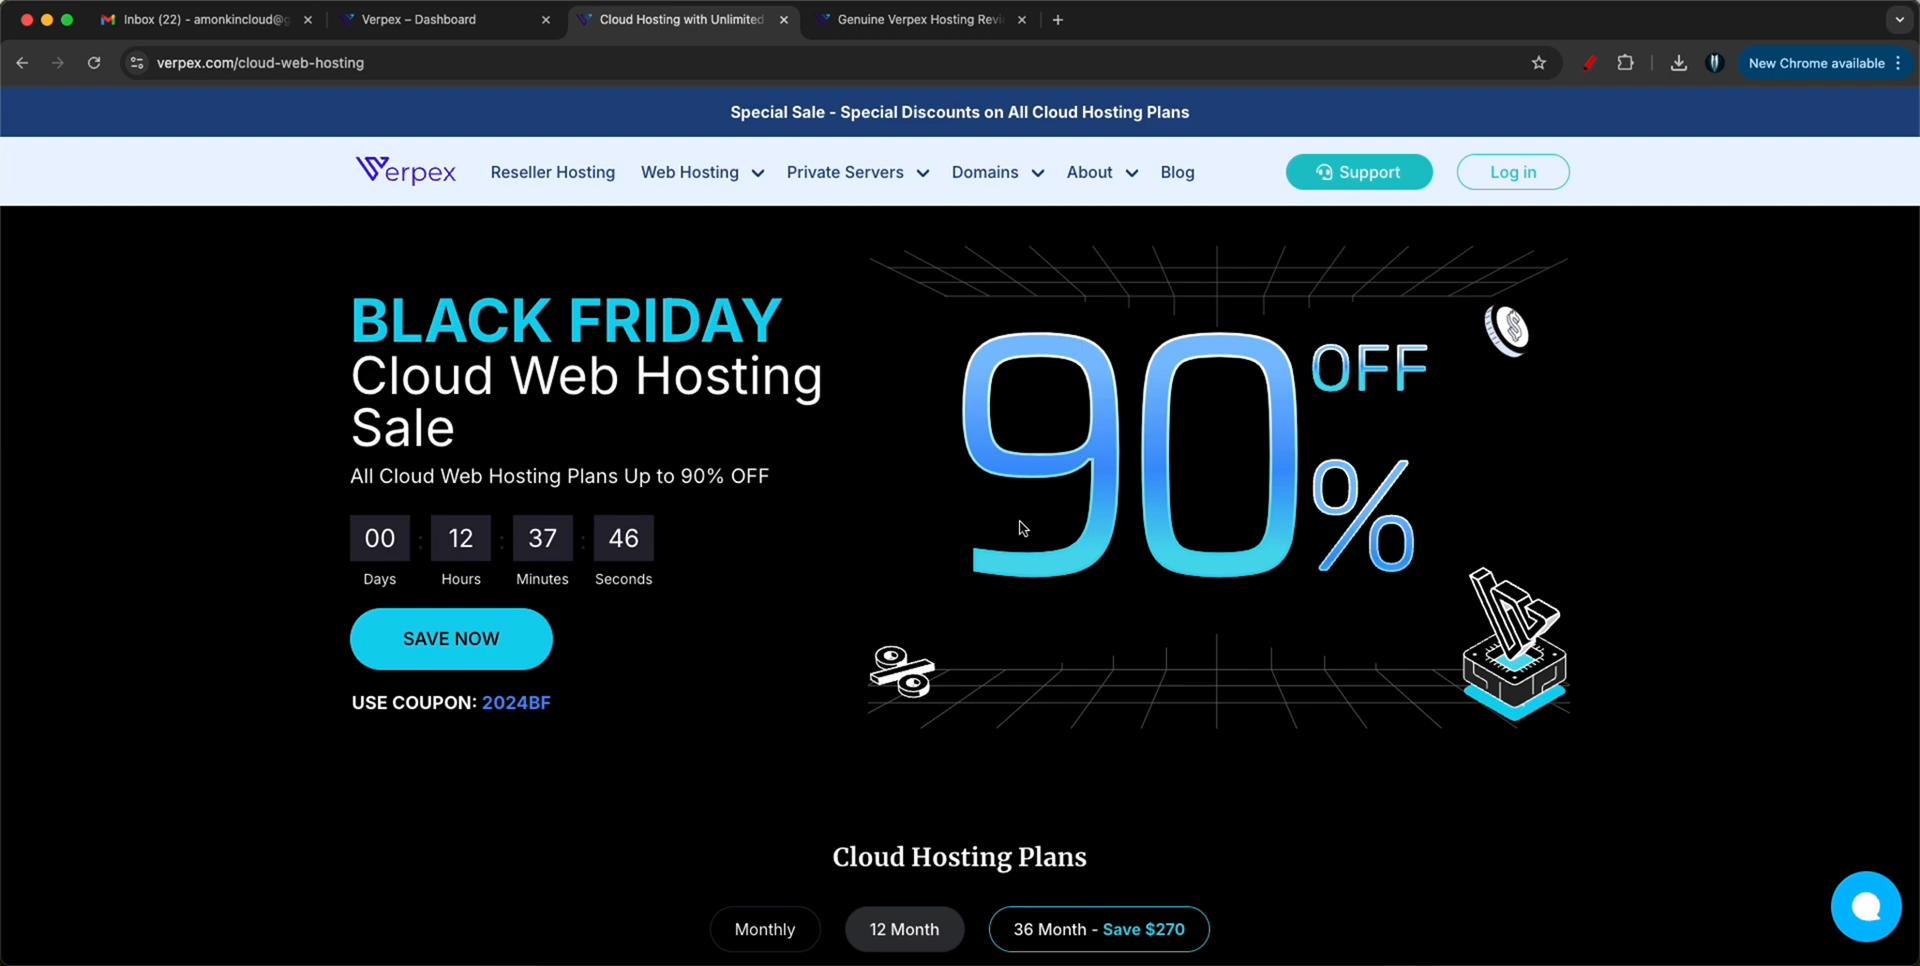 Inbox (22) - amonkincloud@g
Verpex – Dashboard
Cloud Hosting with Unlimited
Genuine Verpex Hosting Revi
verpex.com/cloud-web-hosting
New Chrome available
Special Sale - Special Discounts on All Cloud Hosting Plans
Verpex
Reseller Hosting
Web Hosting
Private Servers
Domains
About
Blog
Support
Log in
BLACK FRIDAY
Cloud Web Hosting
Sale
All Cloud Web Hosting Plans Up to 90% OFF
00 : 12 : 37 : 46
Days Hours Minutes Seconds
SAVE NOW
USE COUPON: 2024BF
90% OFF
Cloud Hosting Plans
Monthly
12 Month
36 Month - Save $270